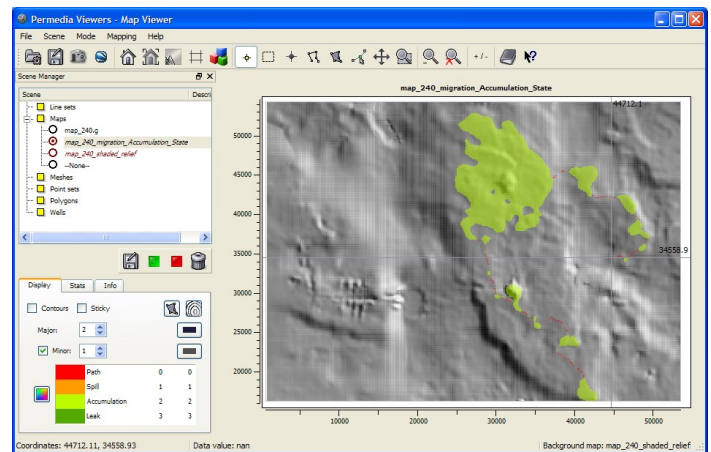 Permedia Viewers - Map Viewer
File Scene Mode Mapping Help
+ / -
Scene Manager
Scene Descri
Line sets
Maps
map_240.g
map_240_migration_Accumulation_State
map_240_shaded_relief
--None--
Meshes
Point sets
Polygons
Wells
Display Stats Info
Contours Sticky
Major: 2
Minor: 1
Path 0 0
Spill 1 1
Accumulation 2 2
Leak 3 3
map_240_migration_Accumulation_State
44712.1
50000
45000
40000
35000
34558.9
30000
25000
20000
10000 20000 30000 40000 50000
Coordinates: 44712.11, 34558.93 Data value: nan Background map: map_240_shaded_relief